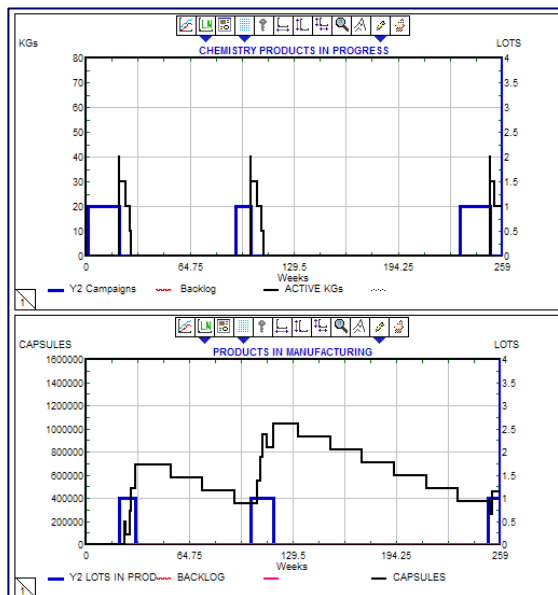 LN
KGs CHEMISTRY PRODUCTS IN PROGRESS LOTS
80 4
70 3.5
60 3
50 2.5
40 2
30 1.5
20 1
10 0.5
0 0
0 64.75 129.5 194.25 259
Weeks
Y2 Campaigns Backlog ACTIVE KGs
1
LN
CAPSULES PRODUCTS IN MANUFACTURING LOTS
1600000 4
1400000 3.5
1200000 3
1000000 2.5
800000 2
600000 1.5
400000 1
200000 0.5
0 0
0 64.75 129.5 194.25 259
Weeks
Y2 LOTS IN PROD BACKLOG CAPSULES
1